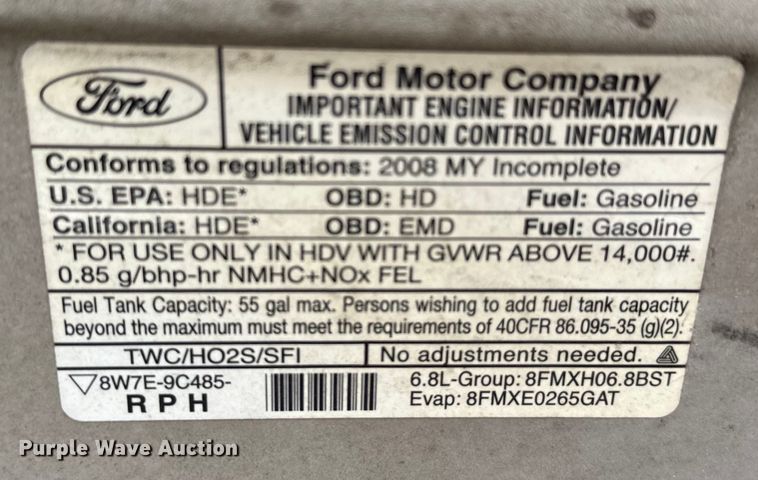 Ford
Ford Motor Company
IMPORTANT ENGINE INFORMATION/
VEHICLE EMISSION CONTROL INFORMATION
Conforms to regulations: 2008 MY Incomplete
U.S. EPA: HDE* OBD: HD Fuel: Gasoline
California: HDE* OBD: EMD Fuel: Gasoline
* FOR USE ONLY IN HDV WITH GVWR ABOVE 14,000#.
0.85 g/bhp-hr NMHC+NOx FEL
Fuel Tank Capacity: 55 gal max. Persons wishing to add fuel tank capacity
beyond the maximum must meet the requirements of 40CFR 86.095-35 (g)(2).
TWC/HO2S/SFI No adjustments needed.
8W7E-9C485- 6.8L-Group: 8FMXH06.8BST
R P H Evap: 8FMXE0265GAT
Purple Wave Auction